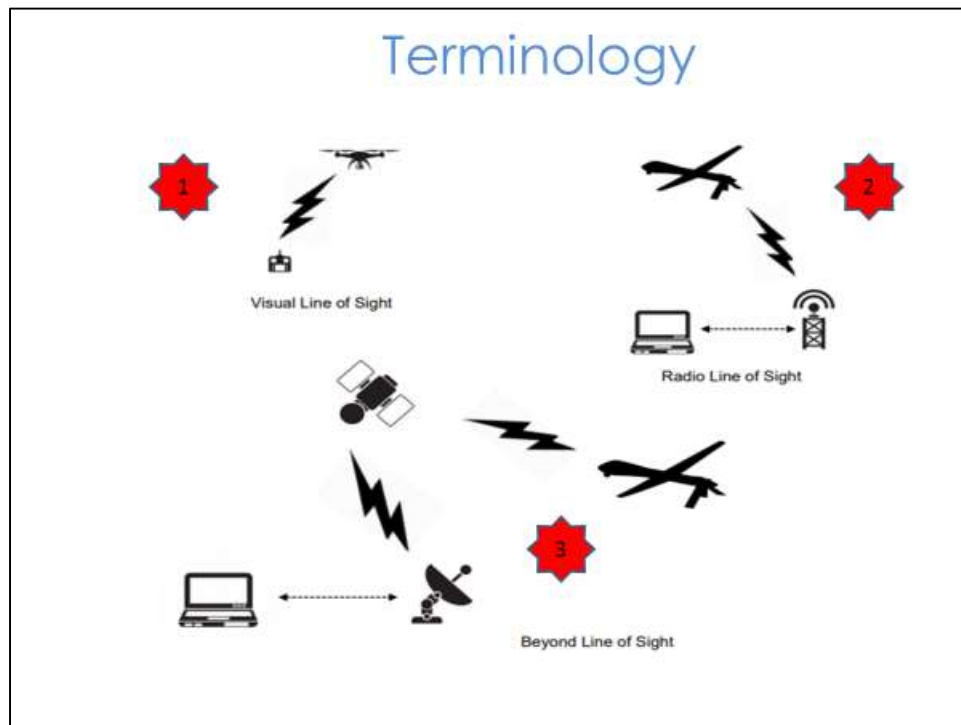 Terminology
1
2
Visual Line of Sight
Radio Line of Sight
3
Beyond Line of Sight